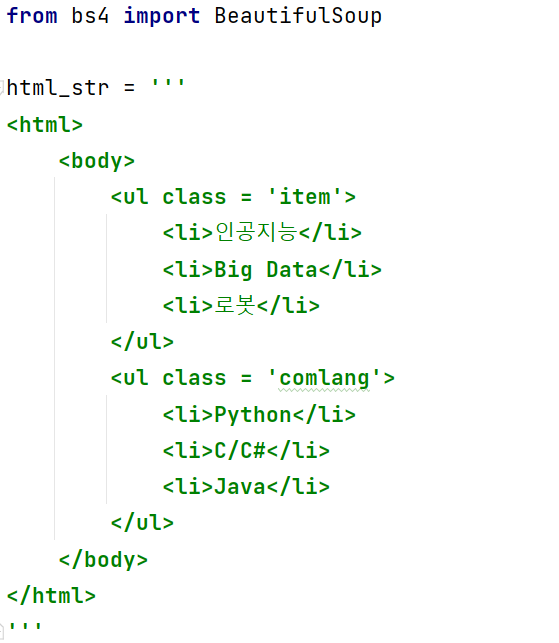 from bs4 import BeautifulSoup

html_str = '''
<html>
    <body>
        <ul class = 'item'>
            <li>인공지능</li>
            <li>Big Data</li>
            <li>로봇</li>
        </ul>
        <ul class = 'comlang'>
            <li>Python</li>
            <li>C/C#</li>
            <li>Java</li>
        </ul>
    </body>
</html>
'''